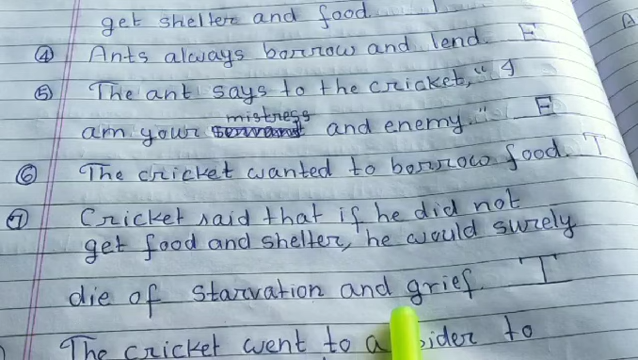 get shelter and food.
④ Ants always borrow and lend. F
⑤ The ant says to the cricket, "I
mistress
am your servant and enemy." F
⑥ The cricket wanted to borrow food. T
⑦ Cricket said that if he did not
get food and shelter, he would surely
die of starvation and grief. T
The cricket went to a to